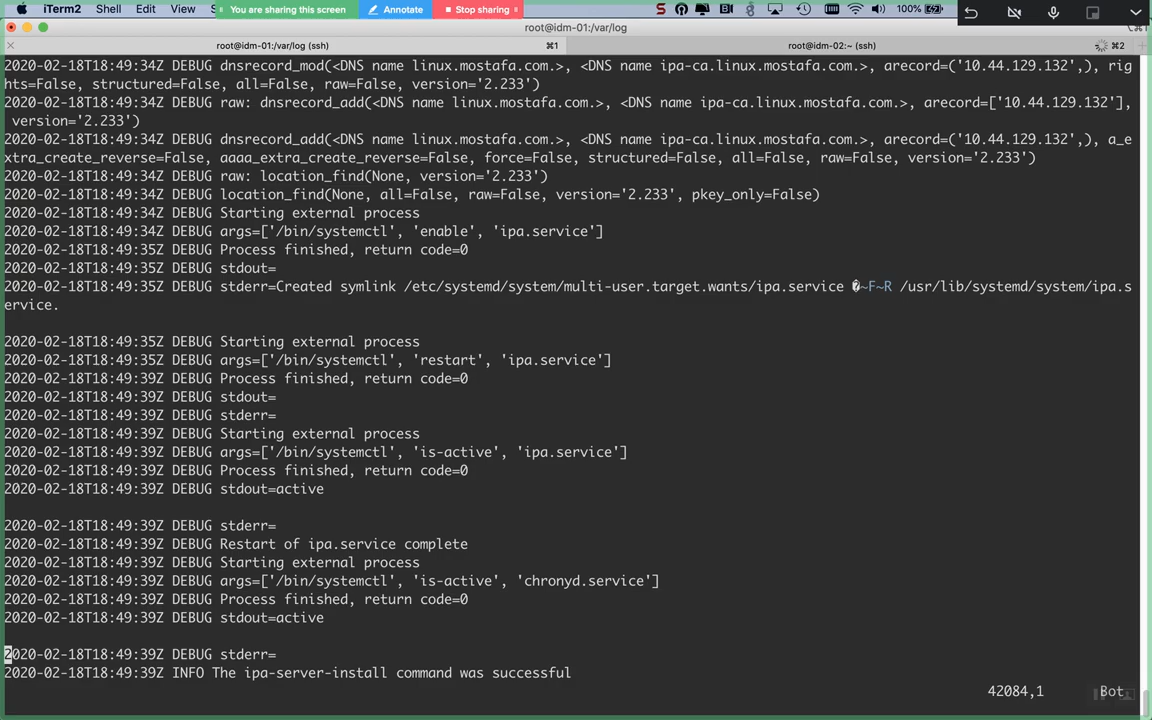 iTerm2 Shell Edit View S You are sharing this screen Annotate Stop sharing 100%
root@idm-01:/var/log
root@idm-01:/var/log (ssh) ⌘1 root@idm-02:~ (ssh) ⌘2
2020-02-18T18:49:34Z DEBUG dnsrecord_mod(<DNS name linux.mostafa.com.>, <DNS name ipa-ca.linux.mostafa.com.>, arecord=('10.44.129.132',), rig
hts=False, structured=False, all=False, raw=False, version='2.233')
2020-02-18T18:49:34Z DEBUG raw: dnsrecord_add(<DNS name linux.mostafa.com.>, <DNS name ipa-ca.linux.mostafa.com.>, arecord=['10.44.129.132'],
version='2.233')
2020-02-18T18:49:34Z DEBUG dnsrecord_add(<DNS name linux.mostafa.com.>, <DNS name ipa-ca.linux.mostafa.com.>, arecord=('10.44.129.132',), a_e
xtra_create_reverse=False, aaaa_extra_create_reverse=False, force=False, structured=False, all=False, raw=False, version='2.233')
2020-02-18T18:49:34Z DEBUG raw: location_find(None, version='2.233')
2020-02-18T18:49:34Z DEBUG location_find(None, all=False, raw=False, version='2.233', pkey_only=False)
2020-02-18T18:49:34Z DEBUG Starting external process
2020-02-18T18:49:34Z DEBUG args=['/bin/systemctl', 'enable', 'ipa.service']
2020-02-18T18:49:35Z DEBUG Process finished, return code=0
2020-02-18T18:49:35Z DEBUG stdout=
2020-02-18T18:49:35Z DEBUG stderr=Created symlink /etc/systemd/system/multi-user.target.wants/ipa.service �~F~R /usr/lib/systemd/system/ipa.s
ervice.
2020-02-18T18:49:35Z DEBUG Starting external process
2020-02-18T18:49:35Z DEBUG args=['/bin/systemctl', 'restart', 'ipa.service']
2020-02-18T18:49:39Z DEBUG Process finished, return code=0
2020-02-18T18:49:39Z DEBUG stdout=
2020-02-18T18:49:39Z DEBUG stderr=
2020-02-18T18:49:39Z DEBUG Starting external process
2020-02-18T18:49:39Z DEBUG args=['/bin/systemctl', 'is-active', 'ipa.service']
2020-02-18T18:49:39Z DEBUG Process finished, return code=0
2020-02-18T18:49:39Z DEBUG stdout=active
2020-02-18T18:49:39Z DEBUG stderr=
2020-02-18T18:49:39Z DEBUG Restart of ipa.service complete
2020-02-18T18:49:39Z DEBUG Starting external process
2020-02-18T18:49:39Z DEBUG args=['/bin/systemctl', 'is-active', 'chronyd.service']
2020-02-18T18:49:39Z DEBUG Process finished, return code=0
2020-02-18T18:49:39Z DEBUG stdout=active
2020-02-18T18:49:39Z DEBUG stderr=
2020-02-18T18:49:39Z INFO The ipa-server-install command was successful
42084,1 Bot